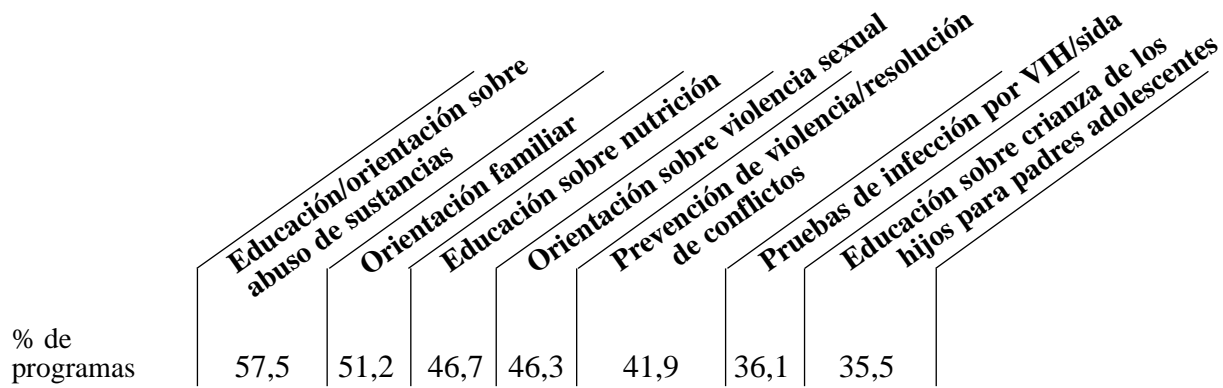 Educación/orientación sobre
abuso de sustancias
Orientación familiar
Educación sobre nutrición
Orientación sobre violencia sexual
Prevención de violencia/resolución
de conflictos
Pruebas de infección por VIH/sida
Educación sobre crianza de los
hijos para padres adolescentes
% de
programas 57,5 51,2 46,7 46,3 41,9 36,1 35,5